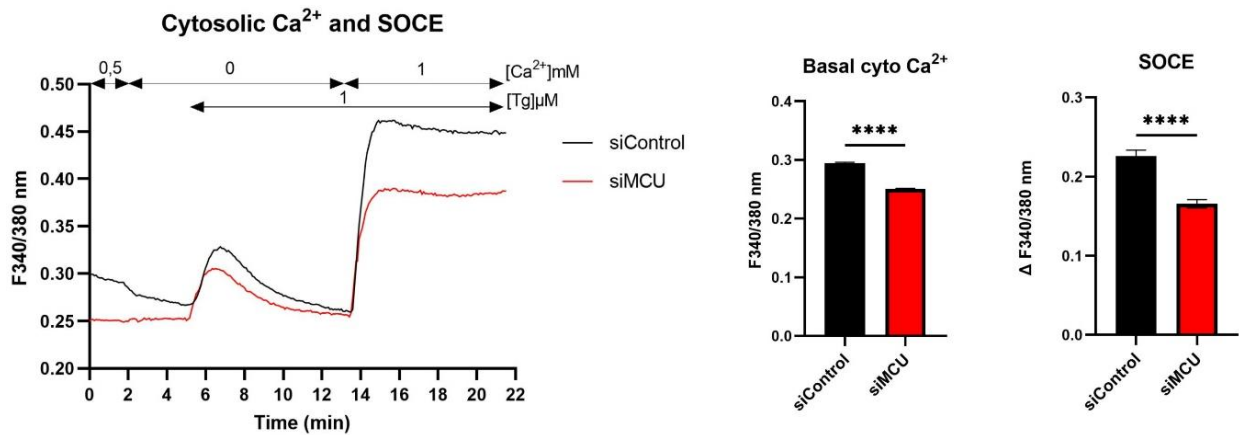 Cytosolic Ca²⁺ and SOCE
0,5 0 1 [Ca²⁺]mM
1 [Tg]µM
0.50
0.45
0.40
0.35
0.30
0.25
0.20
F340/380 nm
0 2 4 6 8 10 12 14 16 18 20 22
Time (min)
siControl
siMCU
Basal cyto Ca²⁺
****
0.4
0.3
0.2
0.1
0.0
F340/380 nm
siControl
siMCU
SOCE
****
0.3
0.2
0.1
0.0
Δ F340/380 nm
siControl
siMCU